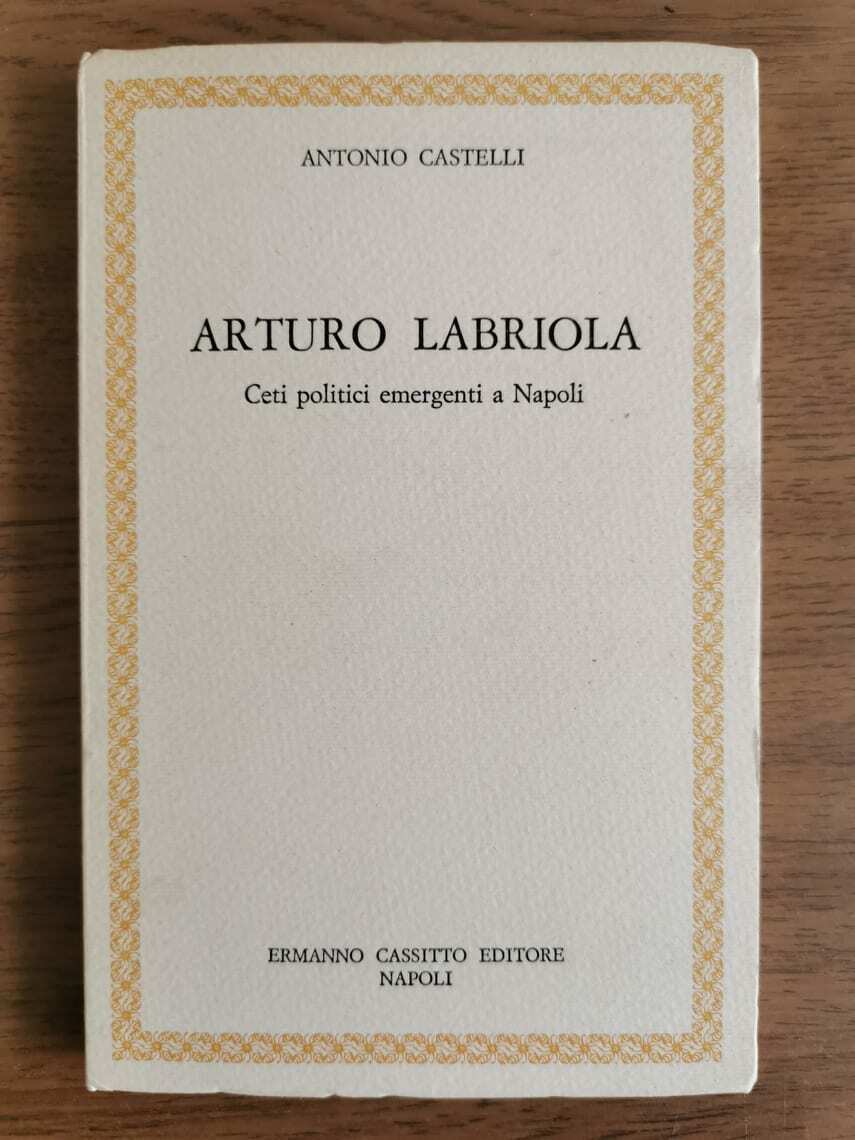 ANTONIO CASTELLI
ARTURO LABRIOLA
Ceti politici emergenti a Napoli
ERMANNO CASSITTO EDITORE
NAPOLI